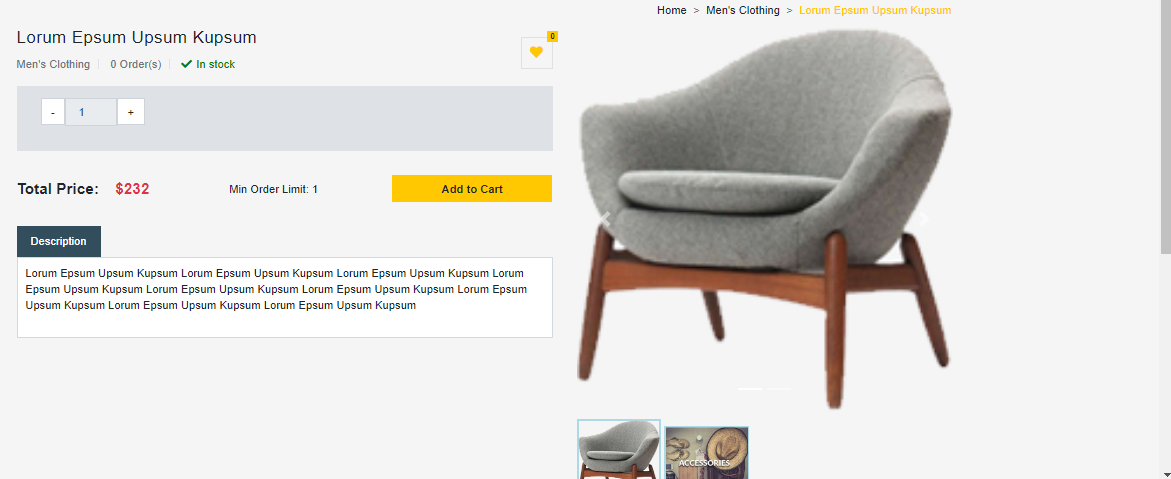 Home > Men's Clothing > Lorum Epsum Upsum Kupsum
Lorum Epsum Upsum Kupsum
0
Men's Clothing
0 Order(s)
In stock
- 1 +
Total Price: $232
Min Order Limit: 1
Add to Cart
Description
Lorum Epsum Upsum Kupsum Lorum Epsum Upsum Kupsum Lorum Epsum Upsum Kupsum Lorum
Epsum Upsum Kupsum Lorum Epsum Upsum Kupsum Lorum Epsum Upsum Kupsum Lorum Epsum
Upsum Kupsum Lorum Epsum Upsum Kupsum Lorum Epsum Upsum Kupsum
ACCESSORIES